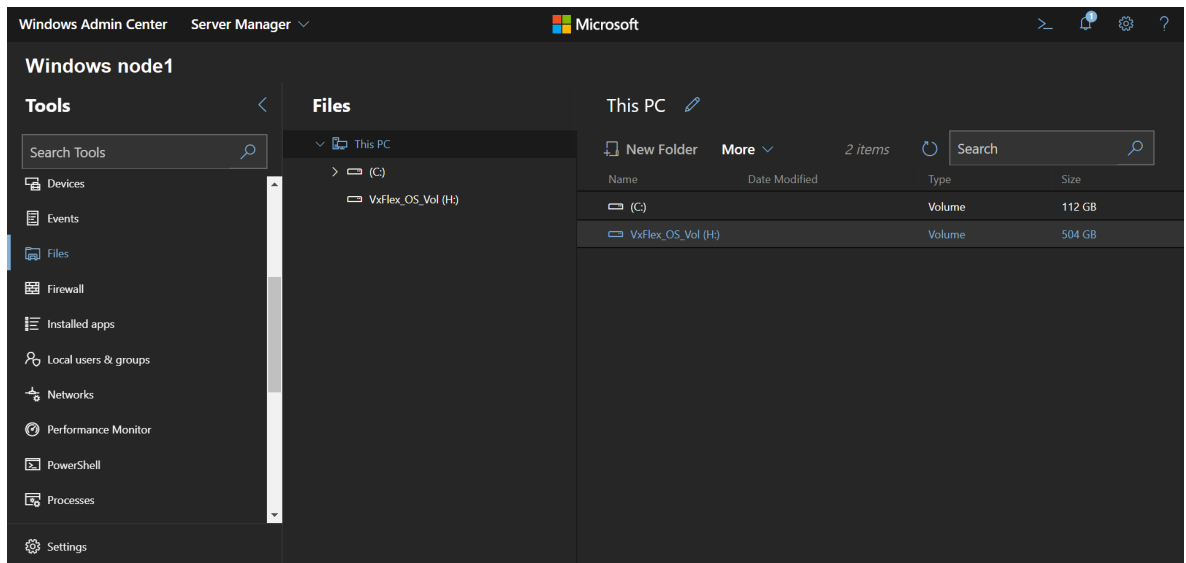 Windows Admin Center Server Manager Microsoft >_ 1 ?
Windows node1
Tools
Search Tools
Devices
Events
Files
Firewall
Installed apps
Local users & groups
Networks
Performance Monitor
PowerShell
Processes
Settings
Files
This PC
(C:)
VxFlex_OS_Vol (H:)
This PC
New Folder More 2 items Search
Name Date Modified Type Size
(C:) Volume 112 GB
VxFlex_OS_Vol (H:) Volume 504 GB